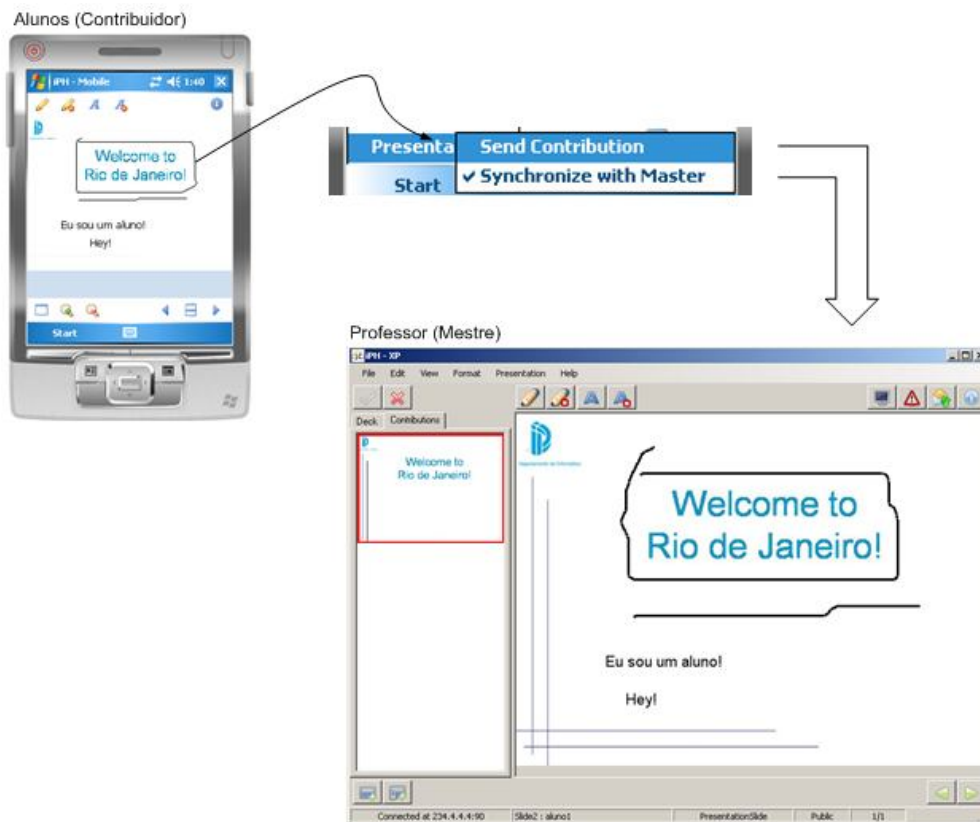 Alunos (Contribuidor)
iPH - Mobile 1:40
Welcome to
Rio de Janeiro!
Eu sou um aluno!
Hey!
Start
Presenta
Send Contribution
Start
✓ Synchronize with Master
Professor (Mestre)
iPH - XP
File Edit View Format Presentation Help
Deck Contributions
Welcome to
Rio de Janeiro!
Departamento de Informática
Welcome to
Rio de Janeiro!
Eu sou um aluno!
Hey!
Connected at 234.4.4.4:90 Slide2 : aluno1 PresentationSlide Public 1/1